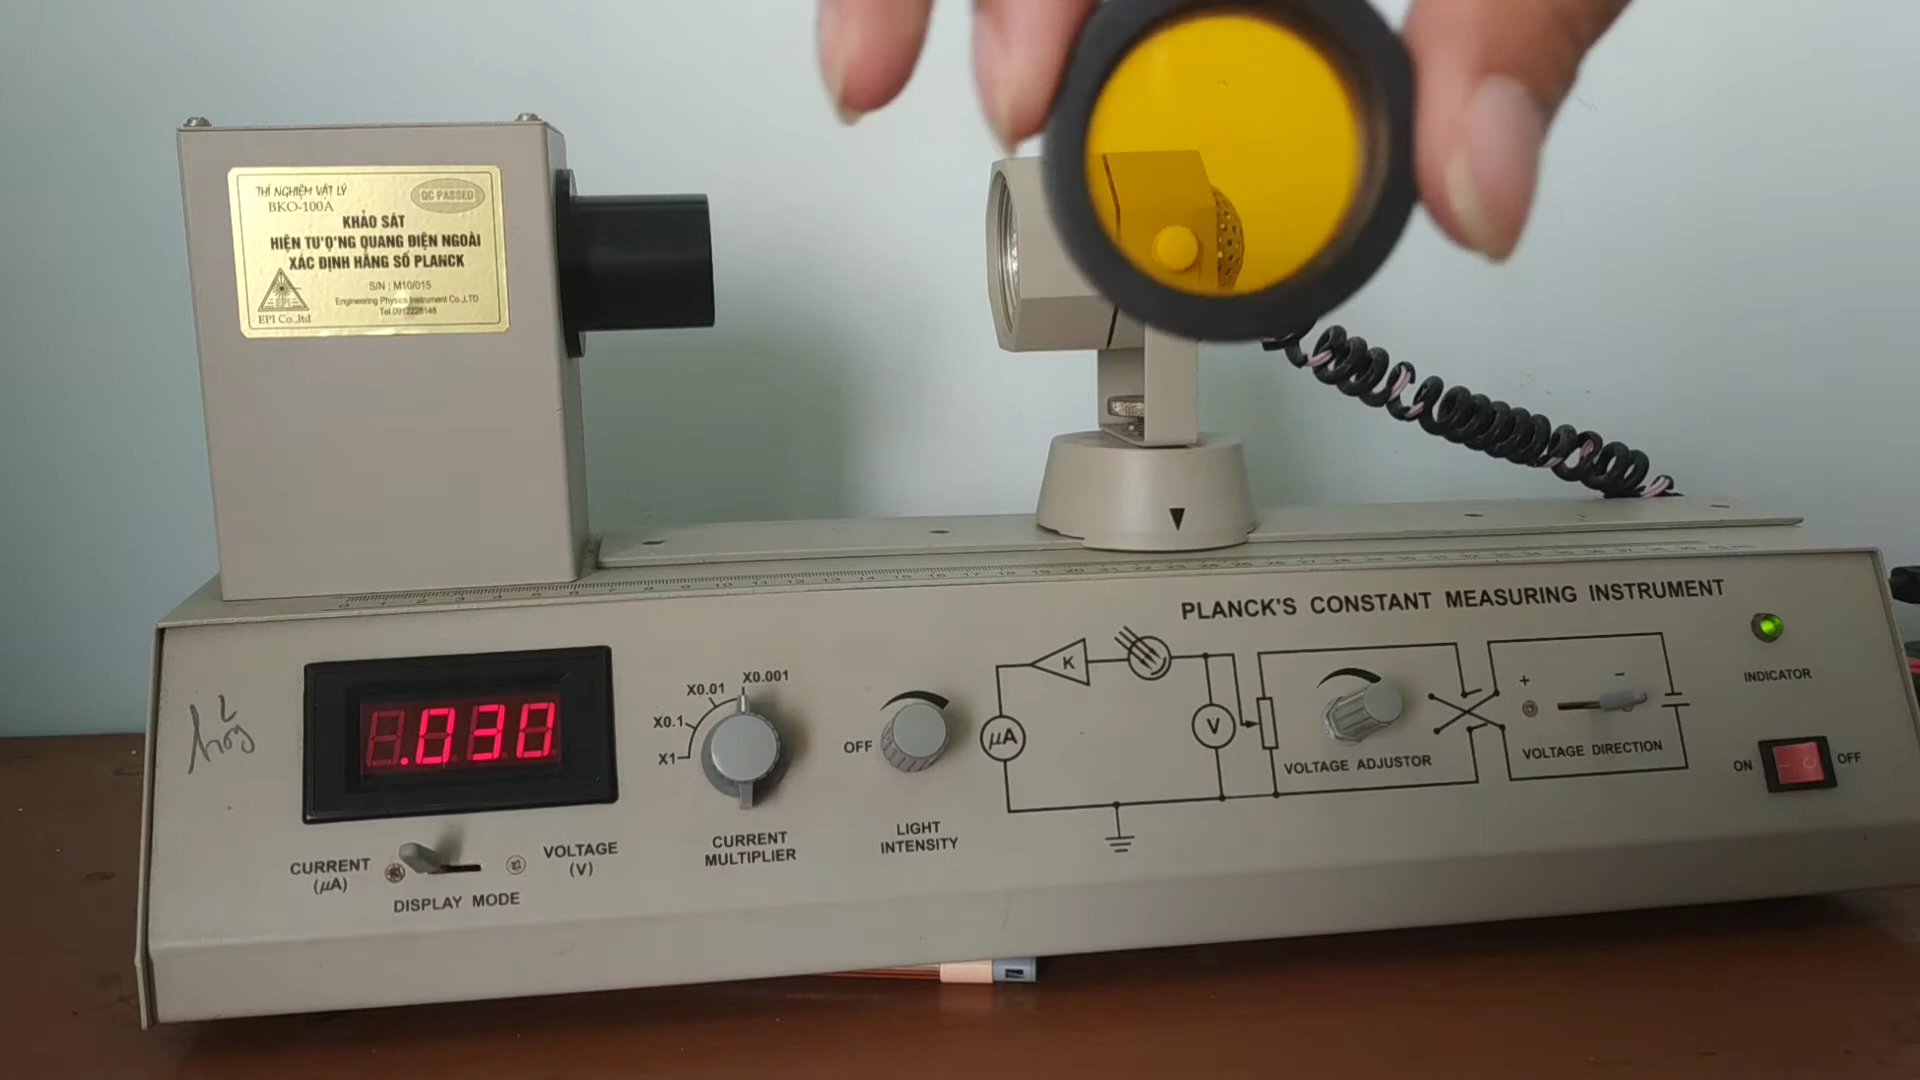 THÍ NGHIỆM VẬT LÝ
BKO-100A
QC PASSED
KHẢO SÁT
HIỆN TƯỢNG QUANG ĐIỆN NGOÀI
XÁC ĐỊNH HẰNG SỐ PLANCK
S/N : M10/015
Engineering Physics Instrument Co.,LTD
Tel.0912228148
EPI Co.,ltd
PLANCK'S CONSTANT MEASURING INSTRUMENT
.030
CURRENT
(µA)
VOLTAGE
(V)
DISPLAY MODE
X0.001
X0.01
X0.1
X1
CURRENT
MULTIPLIER
OFF
LIGHT
INTENSITY
K
µA
V
VOLTAGE ADJUSTOR
+
−
VOLTAGE DIRECTION
INDICATOR
ON
OFF